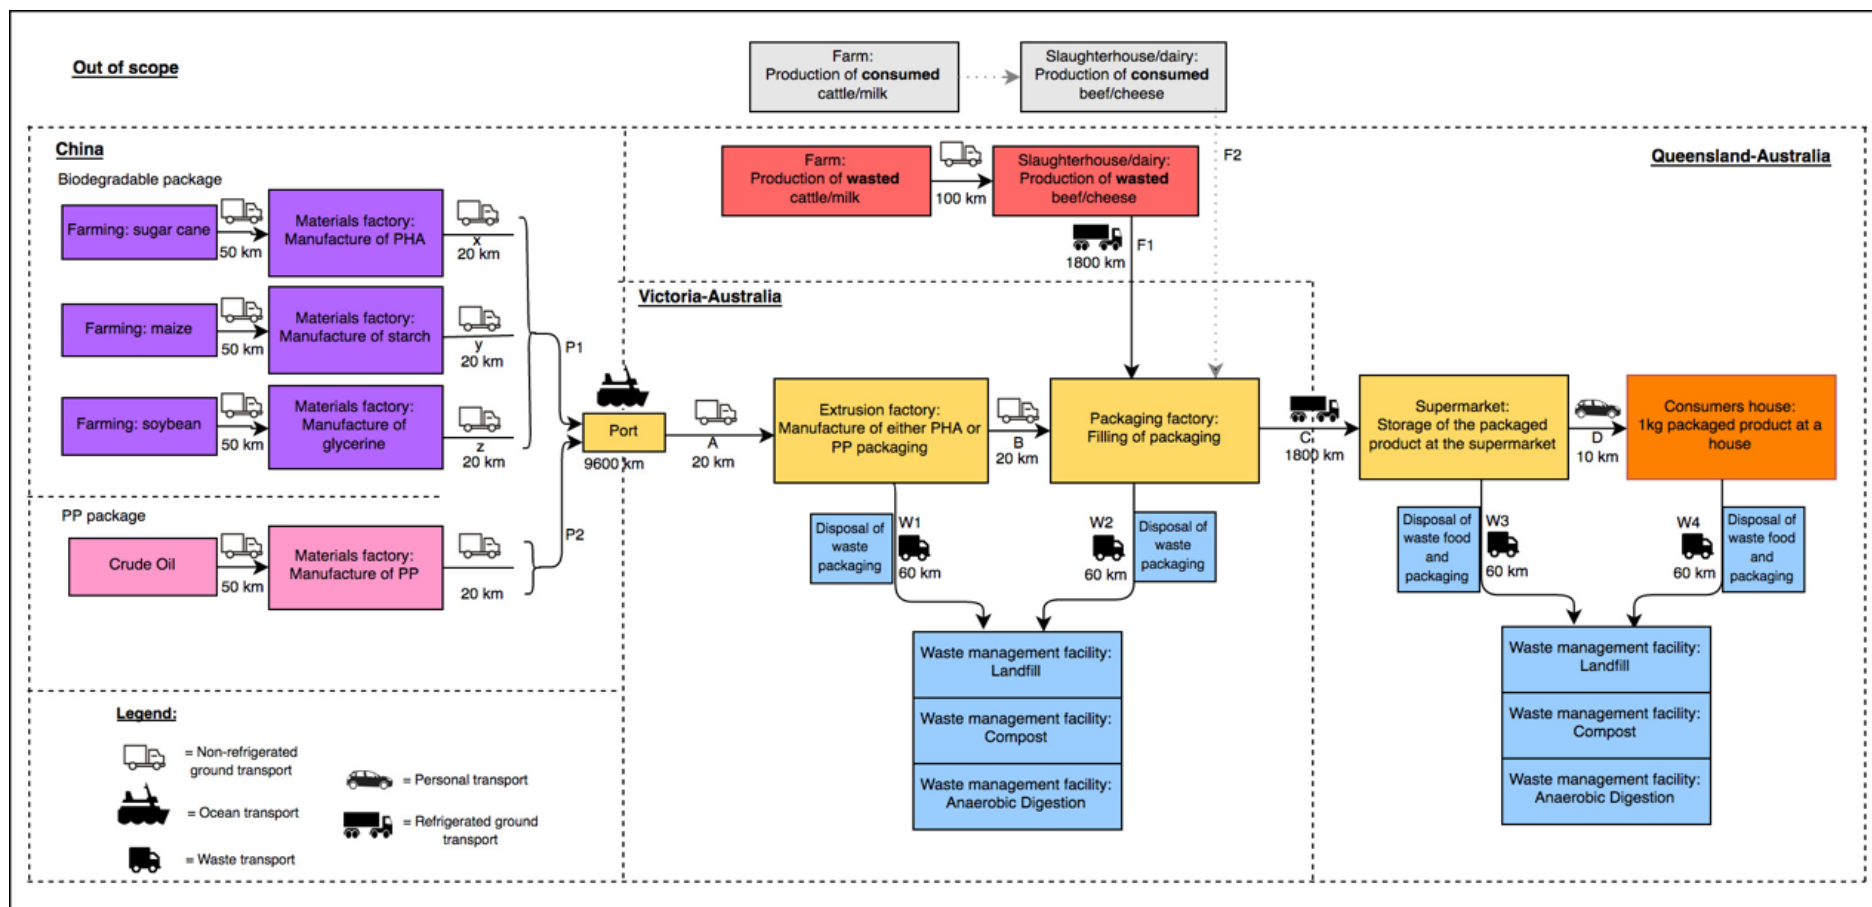 Out of scope
Farm:
Production of consumed
cattle/milk
Slaughterhouse/dairy:
Production of consumed
beef/cheese
F2
China
Biodegradable package
Farming: sugar cane
50 km
Materials factory:
Manufacture of PHA
x
20 km
Farming: maize
50 km
Materials factory:
Manufacture of starch
y
20 km
Farming: soybean
50 km
Materials factory:
Manufacture of
glycerine
z
20 km
P1
PP package
Crude Oil
50 km
Materials factory:
Manufacture of PP
20 km
P2
Legend:
= Non-refrigerated
ground transport
= Ocean transport
= Waste transport
= Personal transport
= Refrigerated ground
transport
Farm:
Production of wasted
cattle/milk
100 km
Slaughterhouse/dairy:
Production of wasted
beef/cheese
F1
1800 km
Queensland-Australia
Victoria-Australia
Port
9600 km
A
20 km
Extrusion factory:
Manufacture of either PHA or
PP packaging
B
20 km
Packaging factory:
Filling of packaging
C
1800 km
Supermarket:
Storage of the packaged
product at the supermarket
D
10 km
Consumers house:
1kg packaged product at a
house
Disposal of
waste
packaging
W1
60 km
W2
60 km
Disposal of
waste
packaging
Disposal of
waste food
and
packaging
W3
60 km
W4
60 km
Disposal of
waste food
and
packaging
Waste management facility:
Landfill
Waste management facility:
Compost
Waste management facility:
Anaerobic Digestion
Waste management facility:
Landfill
Waste management facility:
Compost
Waste management facility:
Anaerobic Digestion